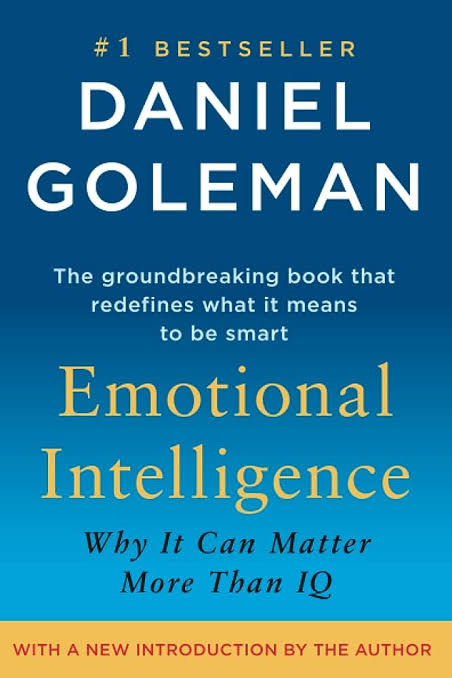 #1 BESTSELLER
DANIEL
GOLEMAN
The groundbreaking book that
redefines what it means
to be smart
Emotional
Intelligence
Why It Can Matter
More Than IQ
WITH A NEW INTRODUCTION BY THE AUTHOR